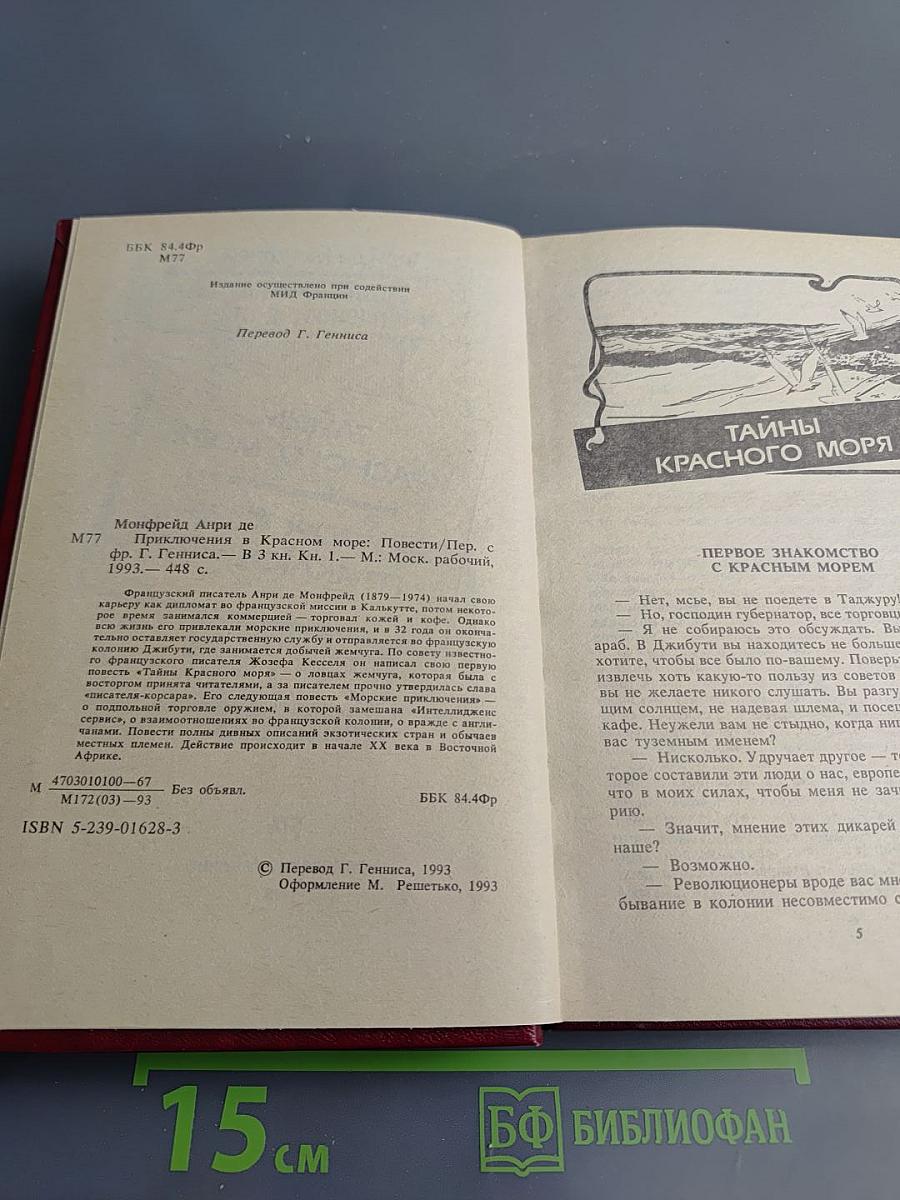 ББК 84.4Фр
М77
Издание осуществлено при содействии
МИД Франции
Перевод Г. Генниса
Монфрейд Анри де
М77 Приключения в Красном море: Повести/Пер. с
фр. Г. Генниса.— В 3 кн. Кн. 1.— М.: Моск. рабочий,
1993.— 448 с.
Французский писатель Анри де Монфрейд (1879—1974) начал свою
карьеру как дипломат во французской миссии в Калькутте, потом некото-
рое время занимался коммерцией — торговал кожей и кофе. Однако
всю жизнь его привлекали морские приключения, и в 32 года он оконча-
тельно оставляет государственную службу и отправляется во французскую
колонию Джибути, где занимается добычей жемчуга. По совету известно-
го французского писателя Жозефа Кесселя он написал свою первую
повесть «Тайны Красного моря» — о ловцах жемчуга, которая была с
восторгом принята читателями, а за писателем прочно утвердилась слава
«писателя-корсара». Его следующая повесть «Морские приключения» —
о подпольной торговле оружием, в которой замешана «Интеллидженс
сервис», о взаимоотношениях во французской колонии, о вражде с англи-
чанами. Повести полны дивных описаний экзотических стран и обычаев
местных племен. Действие происходит в начале XX века в Восточной
Африке.
М 4703010100—67
М172(03)—93 Без объявл.
ББК 84.4Фр
ISBN 5-239-01628-3
© Перевод Г. Генниса, 1993
Оформление М. Решетько, 1993
ТАЙНЫ
КРАСНОГО МОРЯ
ПЕРВОЕ ЗНАКОМСТВО
С КРАСНЫМ МОРЕМ
— Нет, мсье, вы не поедете в Таджуру!
— Но, господин губернатор, все торговц
— Я не собираюсь это обсуждать. Вы
араб. В Джибути вы находитесь не больше
хотите, чтобы все было по-вашему. Поверь
извлечь хоть какую-то пользу из советов
вы не желаете никого слушать. Вы разгу
щим солнцем, не надевая шлема, и посещ
кафе. Неужели вам не стыдно, когда ни
вас туземным именем?
— Нисколько. Удручает другое — т
торое составили эти люди о нас, европе
что в моих силах, чтобы меня не зач
рию.
— Значит, мнение этих дикарей
наше?
— Возможно.
— Революционеры вроде вас мн
бывание в колонии несовместимо с
5
15 см
БФ БИБЛИОФАН